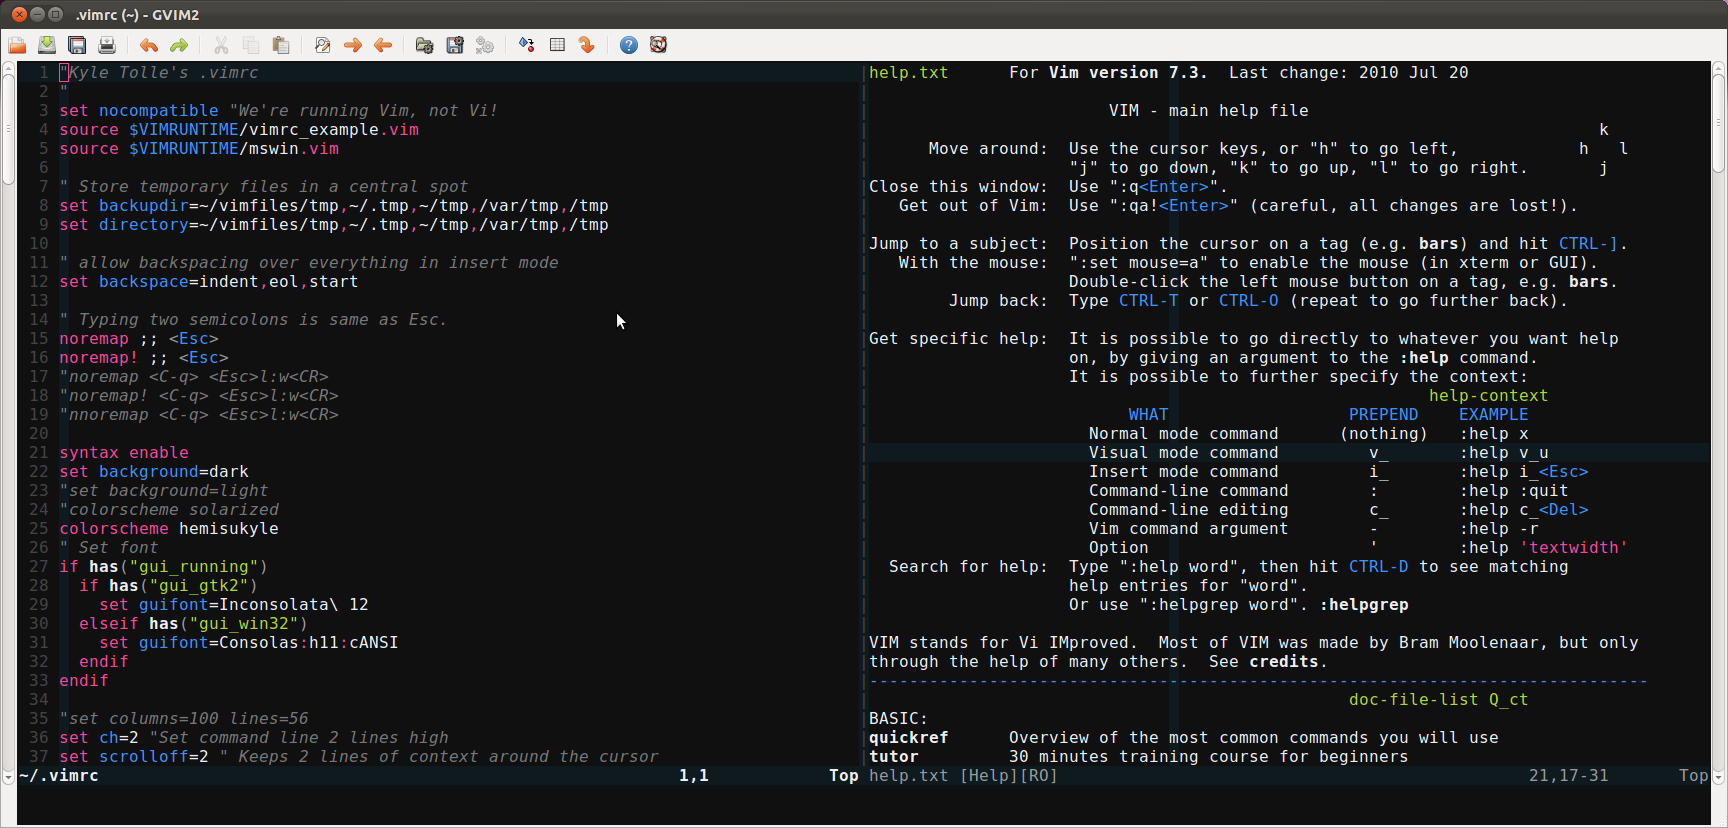 .vimrc (~) - GVIM2
1 "Kyle Tolle's .vimrc
2 "
3 set nocompatible "We're running Vim, not Vi!
4 source $VIMRUNTIME/vimrc_example.vim
5 source $VIMRUNTIME/mswin.vim
6
7 " Store temporary files in a central spot
8 set backupdir=~/vimfiles/tmp,~/.tmp,~/tmp,/var/tmp,/tmp
9 set directory=~/vimfiles/tmp,~/.tmp,~/tmp,/var/tmp,/tmp
10
11 " allow backspacing over everything in insert mode
12 set backspace=indent,eol,start
13
14 " Typing two semicolons is same as Esc.
15 noremap ;; <Esc>
16 noremap! ;; <Esc>
17 "noremap <C-q> <Esc>l:w<CR>
18 "noremap! <C-q> <Esc>l:w<CR>
19 "nnoremap <C-q> <Esc>l:w<CR>
20
21 syntax enable
22 set background=dark
23 "set background=light
24 "colorscheme solarized
25 colorscheme hemisukyle
26 " Set font
27 if has("gui_running")
28   if has("gui_gtk2")
29     set guifont=Inconsolata\ 12
30   elseif has("gui_win32")
31     set guifont=Consolas:h11:cANSI
32   endif
33 endif
34
35 "set columns=100 lines=56
36 set ch=2 "Set command line 2 lines high
37 set scrolloff=2 " Keeps 2 lines of context around the cursor
~/.vimrc 1,1 Top
help.txt For Vim version 7.3. Last change: 2010 Jul 20
VIM - main help file
k
Move around: Use the cursor keys, or "h" to go left, h l
"j" to go down, "k" to go up, "l" to go right. j
Close this window: Use ":q<Enter>".
Get out of Vim: Use ":qa!<Enter>" (careful, all changes are lost!).
Jump to a subject: Position the cursor on a tag (e.g. bars) and hit CTRL-].
With the mouse: ":set mouse=a" to enable the mouse (in xterm or GUI).
Double-click the left mouse button on a tag, e.g. bars.
Jump back: Type CTRL-T or CTRL-O (repeat to go further back).
Get specific help: It is possible to go directly to whatever you want help
on, by giving an argument to the :help command.
It is possible to further specify the context:
help-context
WHAT PREPEND EXAMPLE
Normal mode command (nothing) :help x
Visual mode command v_ :help v_u
Insert mode command i_ :help i_<Esc>
Command-line command : :help :quit
Command-line editing c_ :help c_<Del>
Vim command argument - :help -r
Option ' :help 'textwidth'
Search for help: Type ":help word", then hit CTRL-D to see matching
help entries for "word".
Or use ":helpgrep word". :helpgrep
VIM stands for Vi IMproved. Most of VIM was made by Bram Moolenaar, but only
through the help of many others. See credits.
------------------------------------------------------------------------------
doc-file-list Q_ct
BASIC:
quickref Overview of the most common commands you will use
tutor 30 minutes training course for beginners
help.txt [Help][RO] 21,17-31 Top